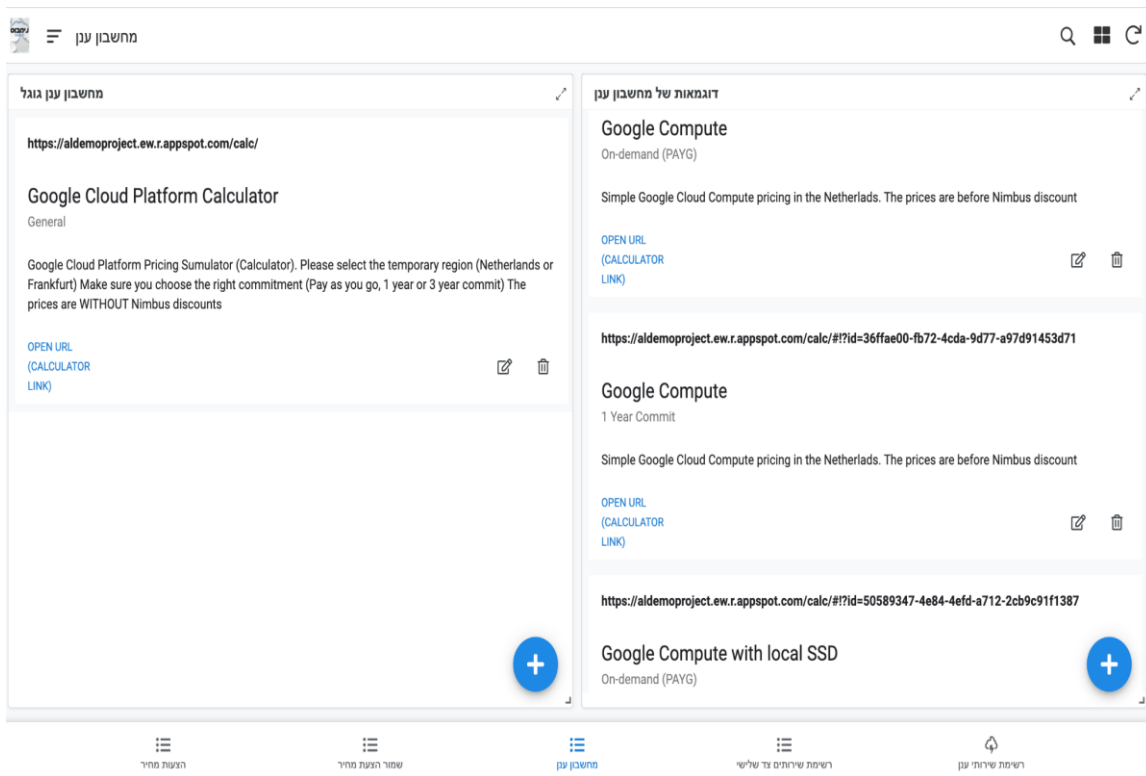 נימבוס
מחשבון ענן
מחשבון ענן גוגל
https://aldemoproject.ew.r.appspot.com/calc/
Google Cloud Platform Calculator
General
Google Cloud Platform Pricing Sumulator (Calculator). Please select the temporary region (Netherlands or
Frankfurt) Make sure you choose the right commitment (Pay as you go, 1 year or 3 year commit) The
prices are WITHOUT Nimbus discounts
OPEN URL
(CALCULATOR
LINK)
דוגמאות של מחשבון ענן
Google Compute
On-demand (PAYG)
Simple Google Cloud Compute pricing in the Netherlads. The prices are before Nimbus discount
OPEN URL
(CALCULATOR
LINK)
https://aldemoproject.ew.r.appspot.com/calc/#!?id=36ffae00-fb72-4cda-9d77-a97d91453d71
Google Compute
1 Year Commit
Simple Google Cloud Compute pricing in the Netherlads. The prices are before Nimbus discount
OPEN URL
(CALCULATOR
LINK)
https://aldemoproject.ew.r.appspot.com/calc/#!?id=50589347-4e84-4efd-a712-2cb9c91f1387
Google Compute with local SSD
On-demand (PAYG)
הצעות מחיר
שמור הצעת מחיר
מחשבון ענן
רשימת שירותים צד שלישי
רשימת שירותי ענן